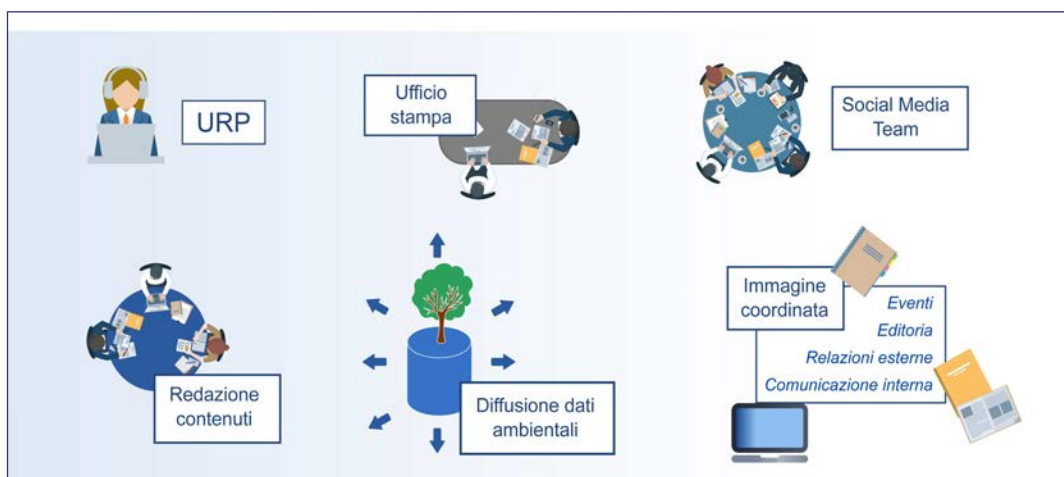 URP
Ufficio
stampa
Social Media
Team
Redazione
contenuti
Diffusione dati
ambientali
Immagine
coordinata
Eventi
Editoria
Relazioni esterne
Comunicazione interna